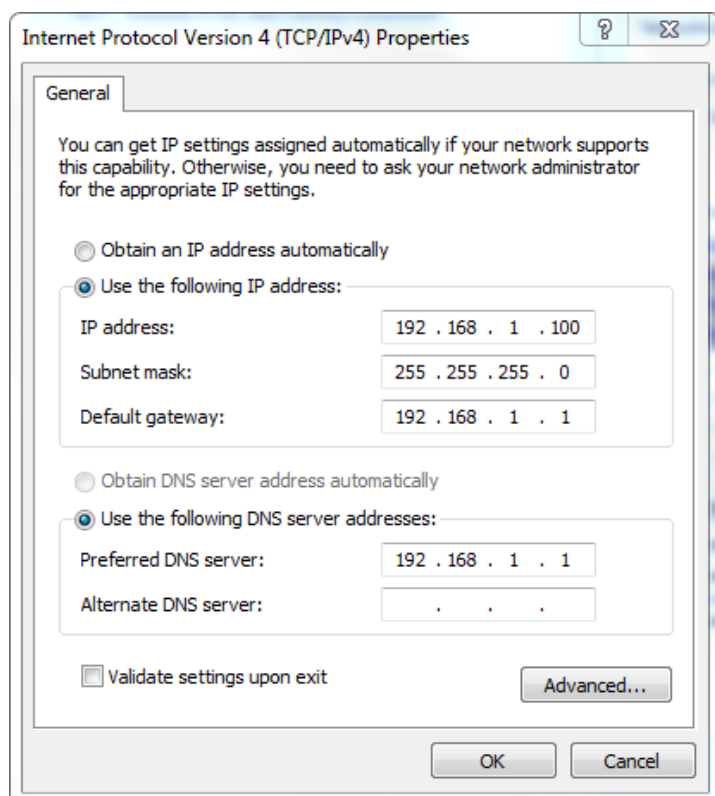 Internet Protocol Version 4 (TCP/IPv4) Properties
?
General
You can get IP settings assigned automatically if your network supports
this capability. Otherwise, you need to ask your network administrator
for the appropriate IP settings.
Obtain an IP address automatically
Use the following IP address:
IP address: 192 . 168 . 1 . 100
Subnet mask: 255 . 255 . 255 . 0
Default gateway: 192 . 168 . 1 . 1
Obtain DNS server address automatically
Use the following DNS server addresses:
Preferred DNS server: 192 . 168 . 1 . 1
Alternate DNS server: . . .
Validate settings upon exit
Advanced...
OK Cancel